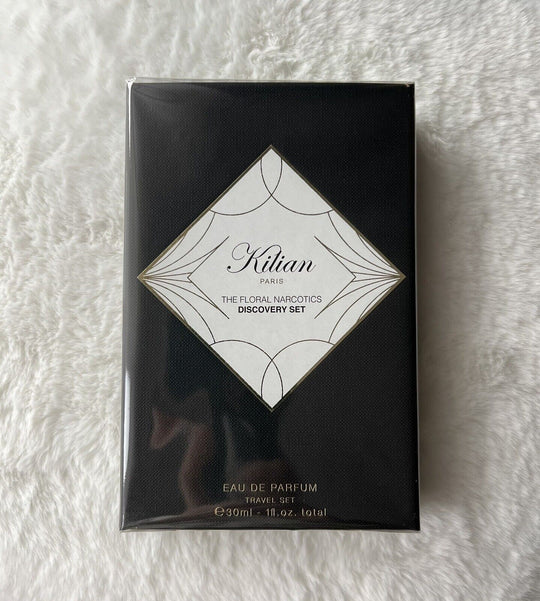 Kilian
PARIS
THE FLORAL NARCOTICS
DISCOVERY SET
EAU DE PARFUM
TRAVEL SET
℮30ml - 1fl.oz. total